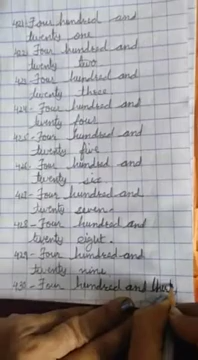 421- Four hundred and
twenty one
422- Four hundred and
twenty two
423- Four hundred and
twenty three
424- Four hundred and
twenty four
425- Four hundred and
twenty five
426- Four hundred and
twenty six
427- Four hundred and
twenty seven
428- Four hundred and
twenty eight.
429- Four hundred and
twenty nine
430- Four hundred and